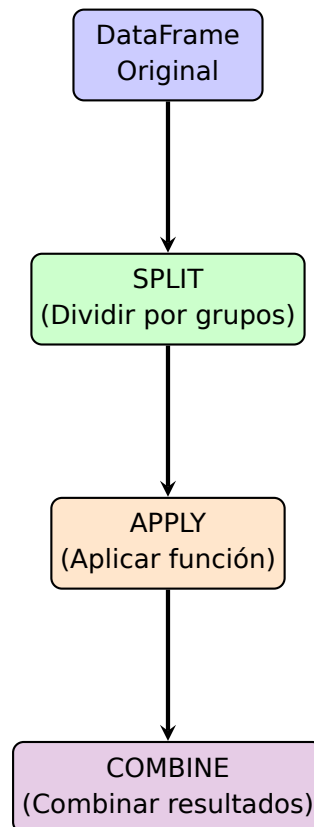 DataFrame
Original
SPLIT
(Dividir por grupos)
APPLY
(Aplicar función)
COMBINE
(Combinar resultados)